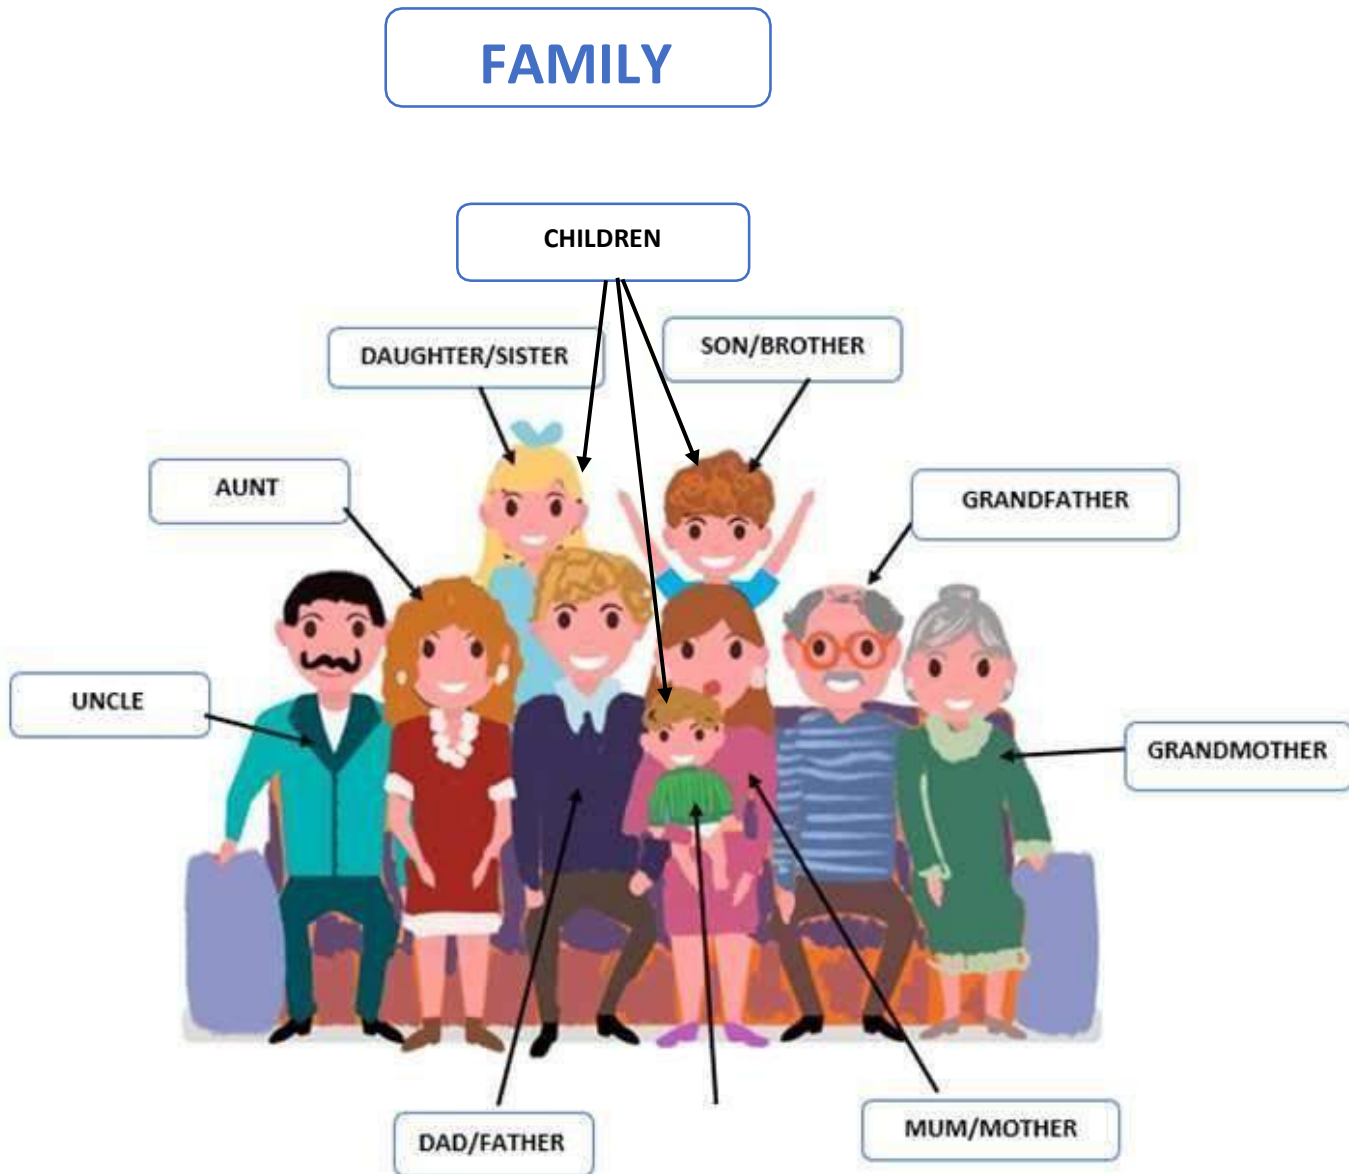 FAMILY
CHILDREN
DAUGHTER/SISTER
SON/BROTHER
AUNT
GRANDFATHER
UNCLE
GRANDMOTHER
DAD/FATHER
MUM/MOTHER